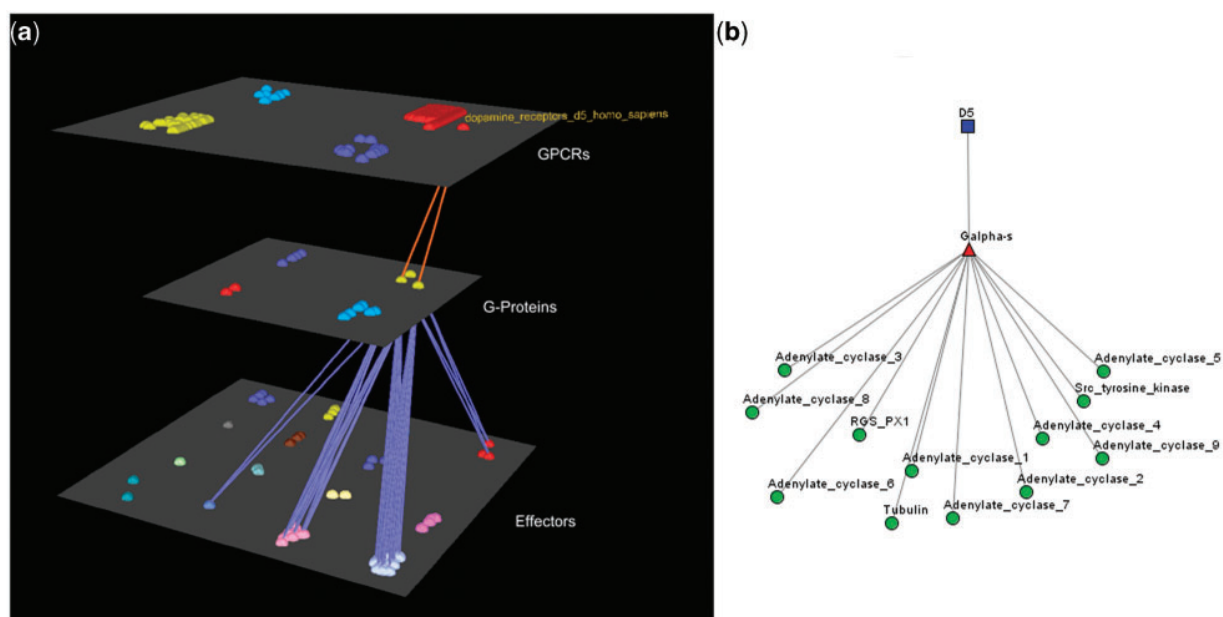 (a)
dopamine_receptors_d5_homo_sapiens
GPCRs
G-Proteins
Effectors
(b)
D5
Galpha-s
Adenylate_cyclase_3
Adenylate_cyclase_5
Src_tyrosine_kinase
Adenylate_cyclase_8
RGS_PX1
Adenylate_cyclase_4
Adenylate_cyclase_9
Adenylate_cyclase_1
Adenylate_cyclase_6
Adenylate_cyclase_2
Tubulin
Adenylate_cyclase_7